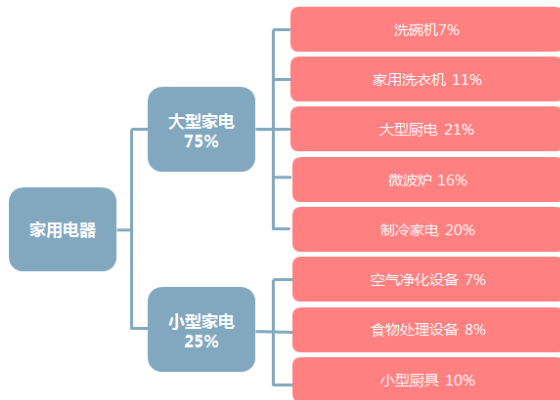 家用电器
大型家电
75%
洗碗机7%
家用洗衣机 11%
大型厨电 21%
微波炉 16%
制冷家电 20%
小型家电
25%
空气净化设备 7%
食物处理设备 8%
小型厨具 10%